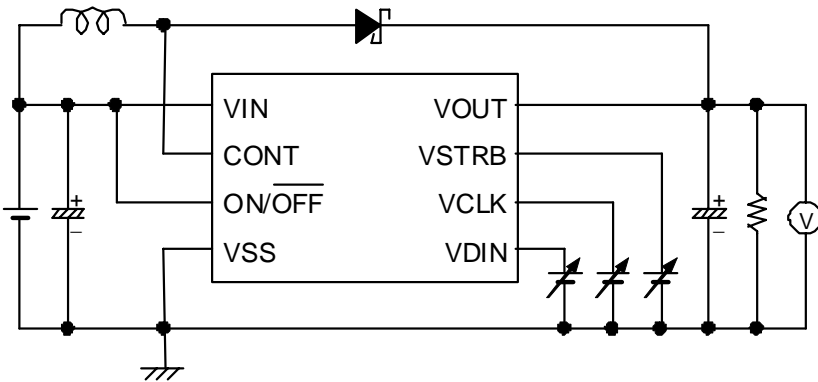 VIN
CONT
ON/OFF
VSS
VOUT
VSTRB
VCLK
VDIN
+
−
+
−
V